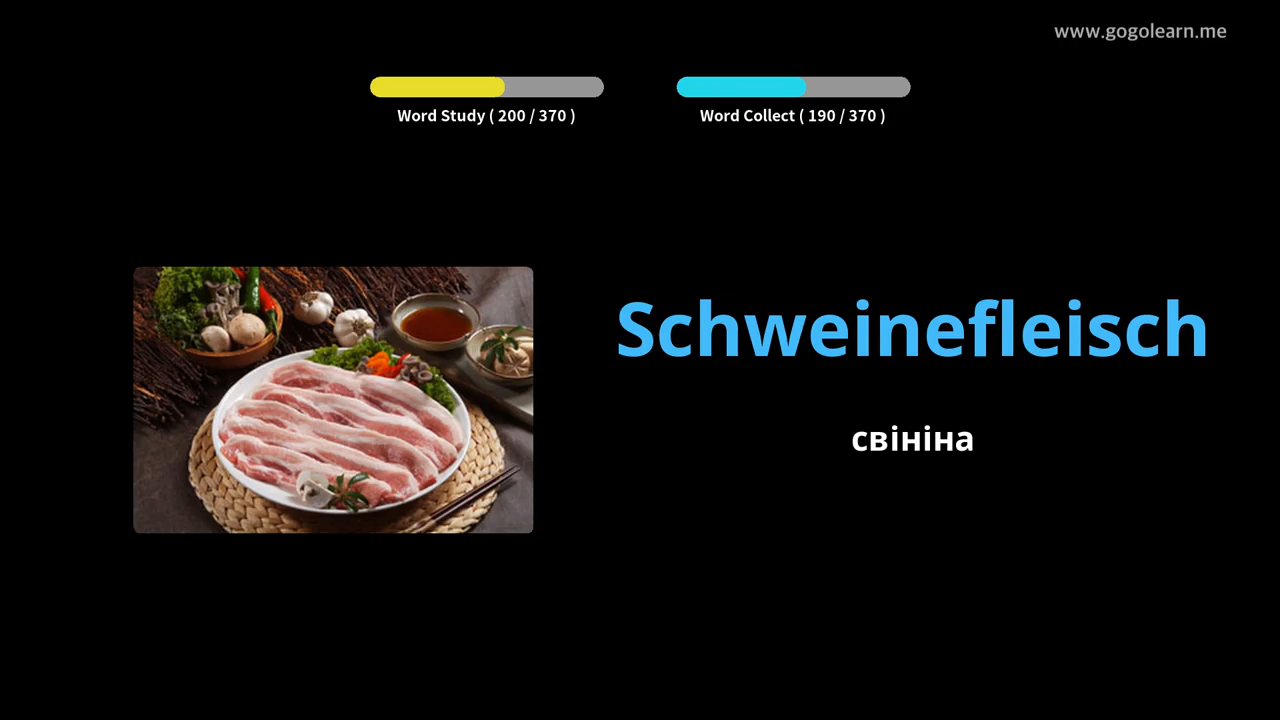 www.gogolearn.me
Word Study ( 200 / 370 )
Word Collect ( 190 / 370 )
Schweinefleisch
свініна